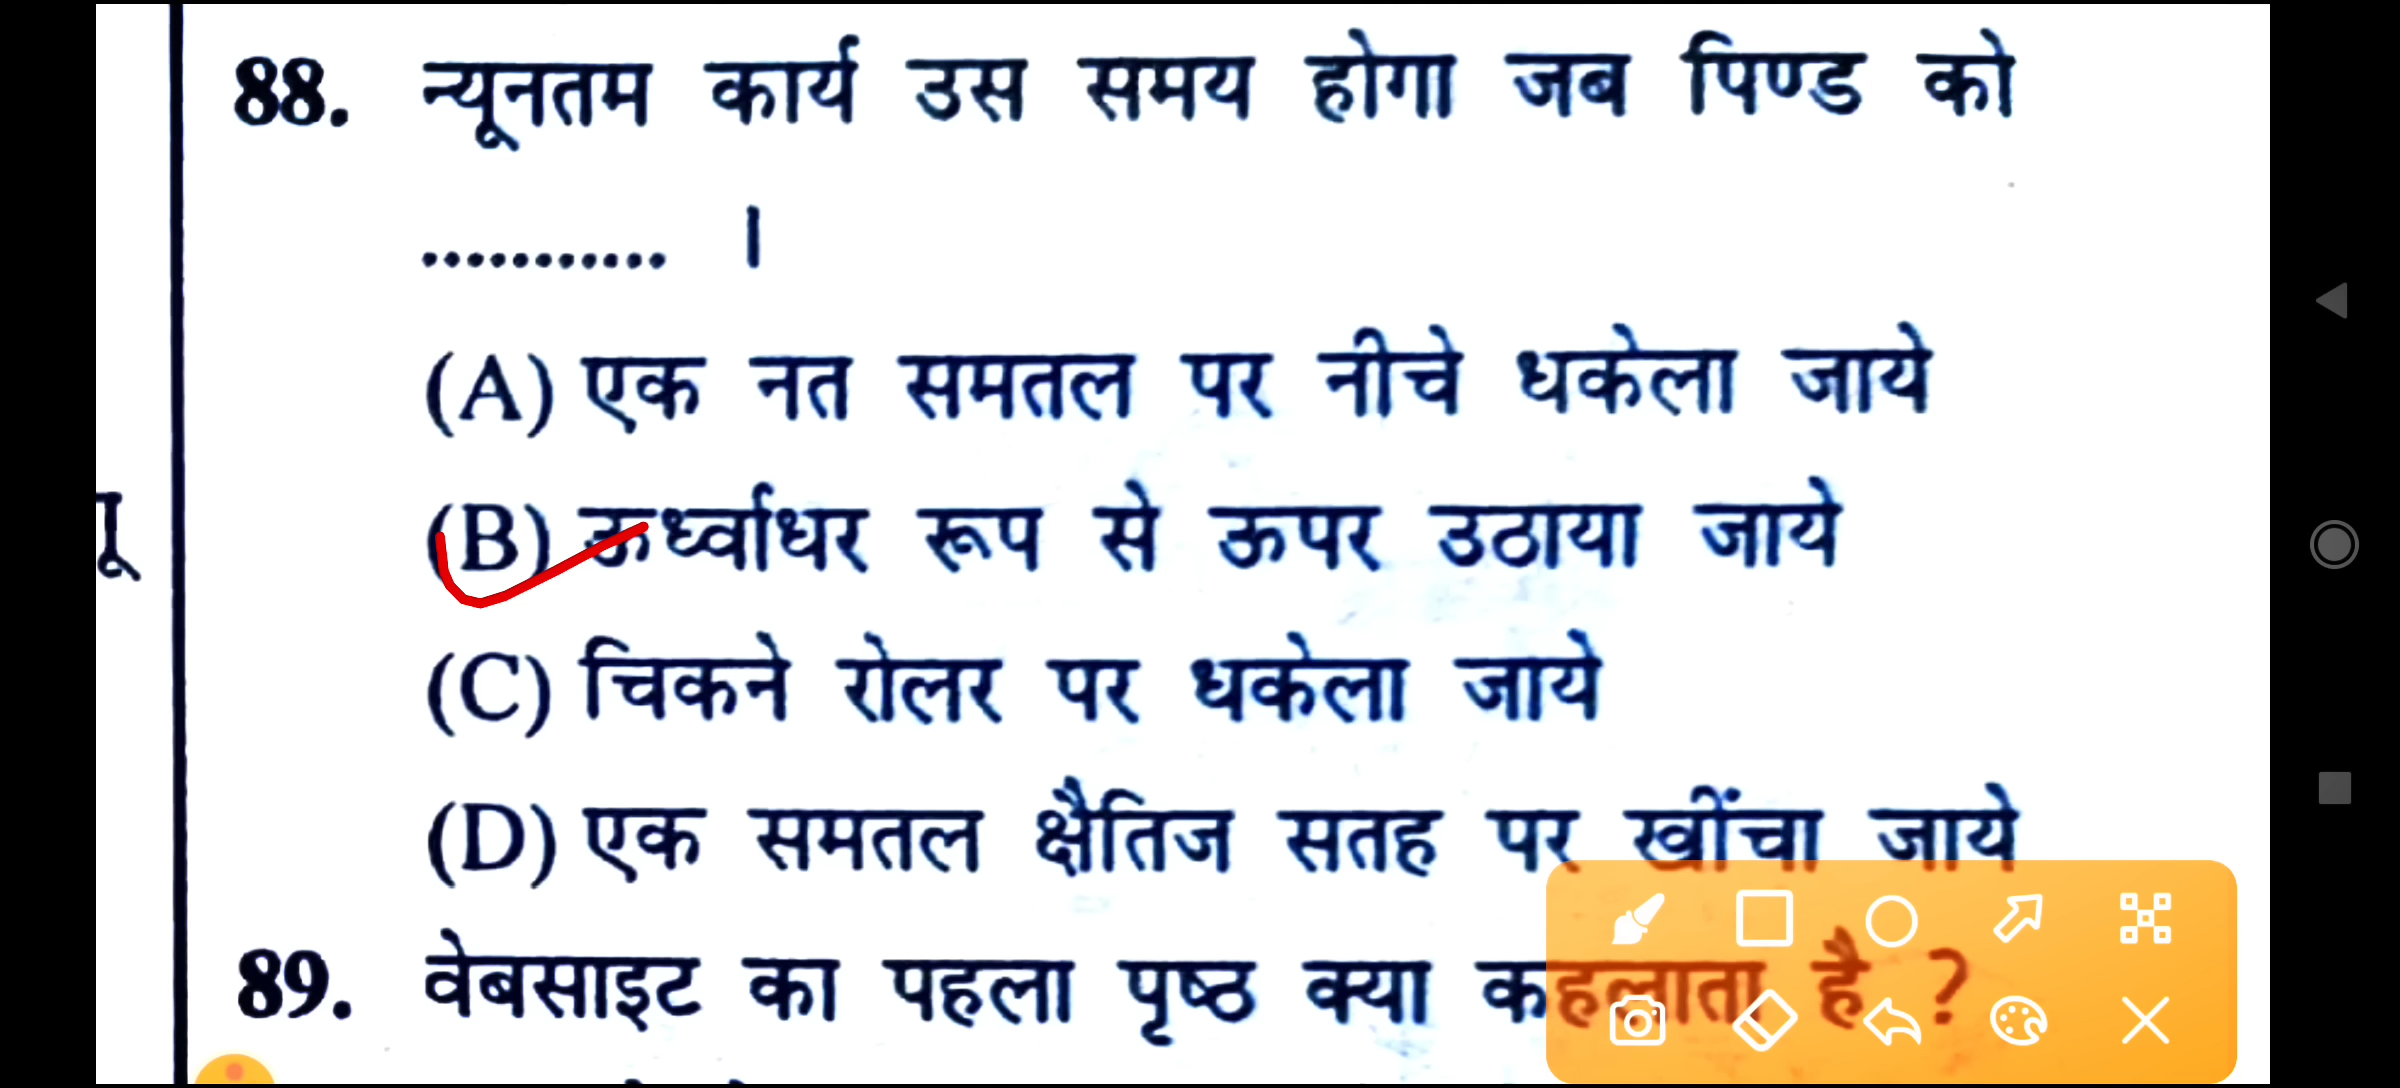 88. न्यूनतम कार्य उस समय होगा जब पिण्ड को
............ ।
(A) एक नत समतल पर नीचे धकेला जाये
(B) ऊर्ध्वाधर रूप से ऊपर उठाया जाये
(C) चिकने रोलर पर धकेला जाये
(D) एक समतल क्षैतिज सतह पर खींचा जाये
89. वेबसाइट का पहला पृष्ठ क्या कहलाता है ?